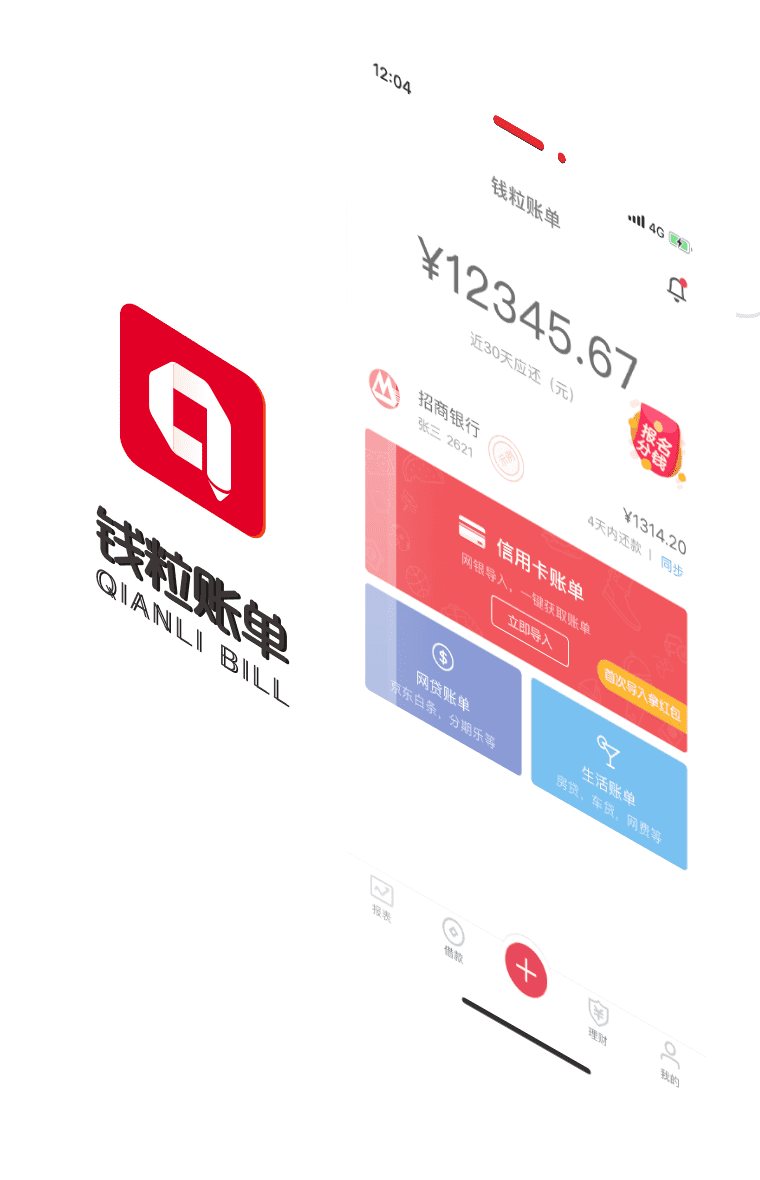 12:04
钱粒账单
4G
¥12345.67
近30天应还（元）
招商银行
张三 2621
报名
分钱
¥1314.20
4天内还款 | 同步
信用卡账单
网银导入，一键获取账单
立即导入
首次导入拿红包
网贷账单
京东白条，分期乐等
生活账单
房贷，车贷，网费等
报表
借款
理财
我的
钱粒账单
QIANLI BILL